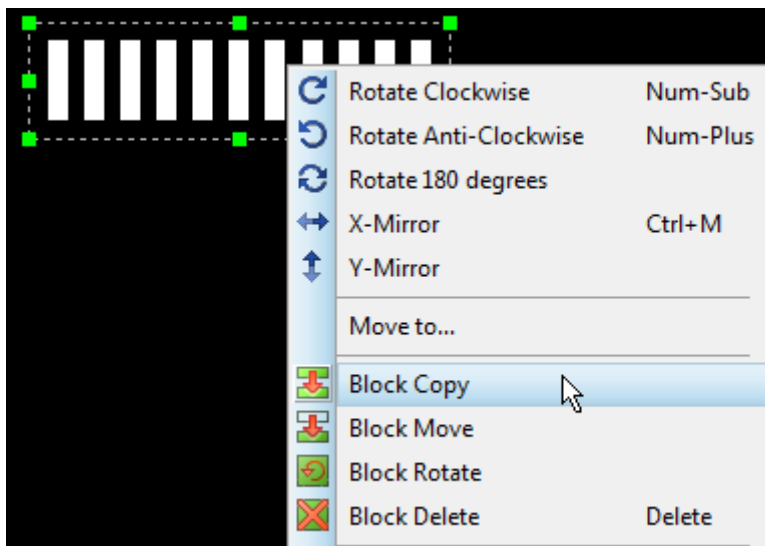 Rotate Clockwise Num-Sub
Rotate Anti-Clockwise Num-Plus
Rotate 180 degrees
X-Mirror Ctrl+M
Y-Mirror
Move to...
Block Copy
Block Move
Block Rotate
Block Delete Delete